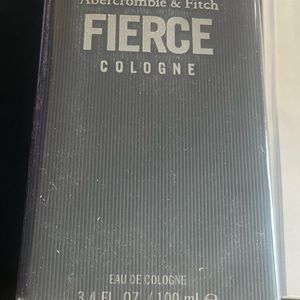 Abercrombie & Fitch
FIERCE
COLOGNE
EAU DE COLOGNE
3.4 FL. OZ. / 100 ml ℮